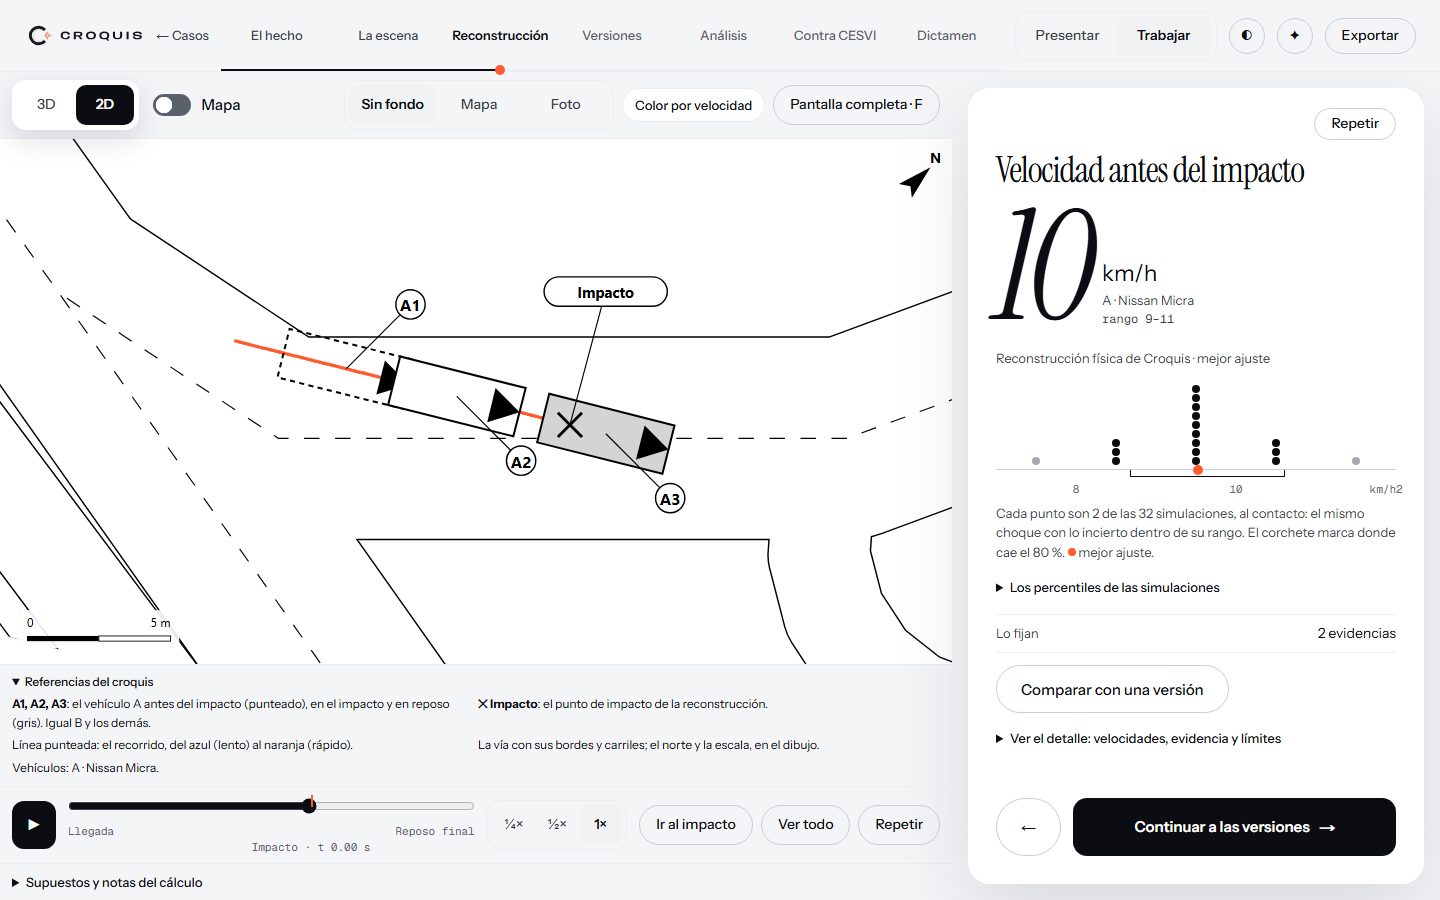 CROQUIS
← Casos
El hecho
La escena
Reconstrucción
Versiones
Análisis
Contra CESVI
Dictamen
Presentar
Trabajar
Exportar
3D
2D
Mapa
Sin fondo
Mapa
Foto
Color por velocidad
Pantalla completa · F
N
A1
Impacto
A2
A3
0
5 m
Referencias del croquis
A1, A2, A3: el vehículo A antes del impacto (punteado), en el impacto y en reposo
(gris). Igual B y los demás.
Impacto: el punto de impacto de la reconstrucción.
Línea punteada: el recorrido, del azul (lento) al naranja (rápido).
La vía con sus bordes y carriles; el norte y la escala, en el dibujo.
Vehículos: A · Nissan Micra.
Llegada
Reposo final
Impacto · t 0.00 s
¼×
½×
1×
Ir al impacto
Ver todo
Repetir
Supuestos y notas del cálculo
Repetir
Velocidad antes del impacto
10
km/h
A · Nissan Micra
rango 9–11
Reconstrucción física de Croquis · mejor ajuste
8
10
km/h2
Cada punto son 2 de las 32 simulaciones, al contacto: el mismo
choque con lo incierto dentro de su rango. El corchete marca donde
cae el 80 %. mejor ajuste.
Los percentiles de las simulaciones
Lo fijan
2 evidencias
Comparar con una versión
Ver el detalle: velocidades, evidencia y límites
←
Continuar a las versiones →